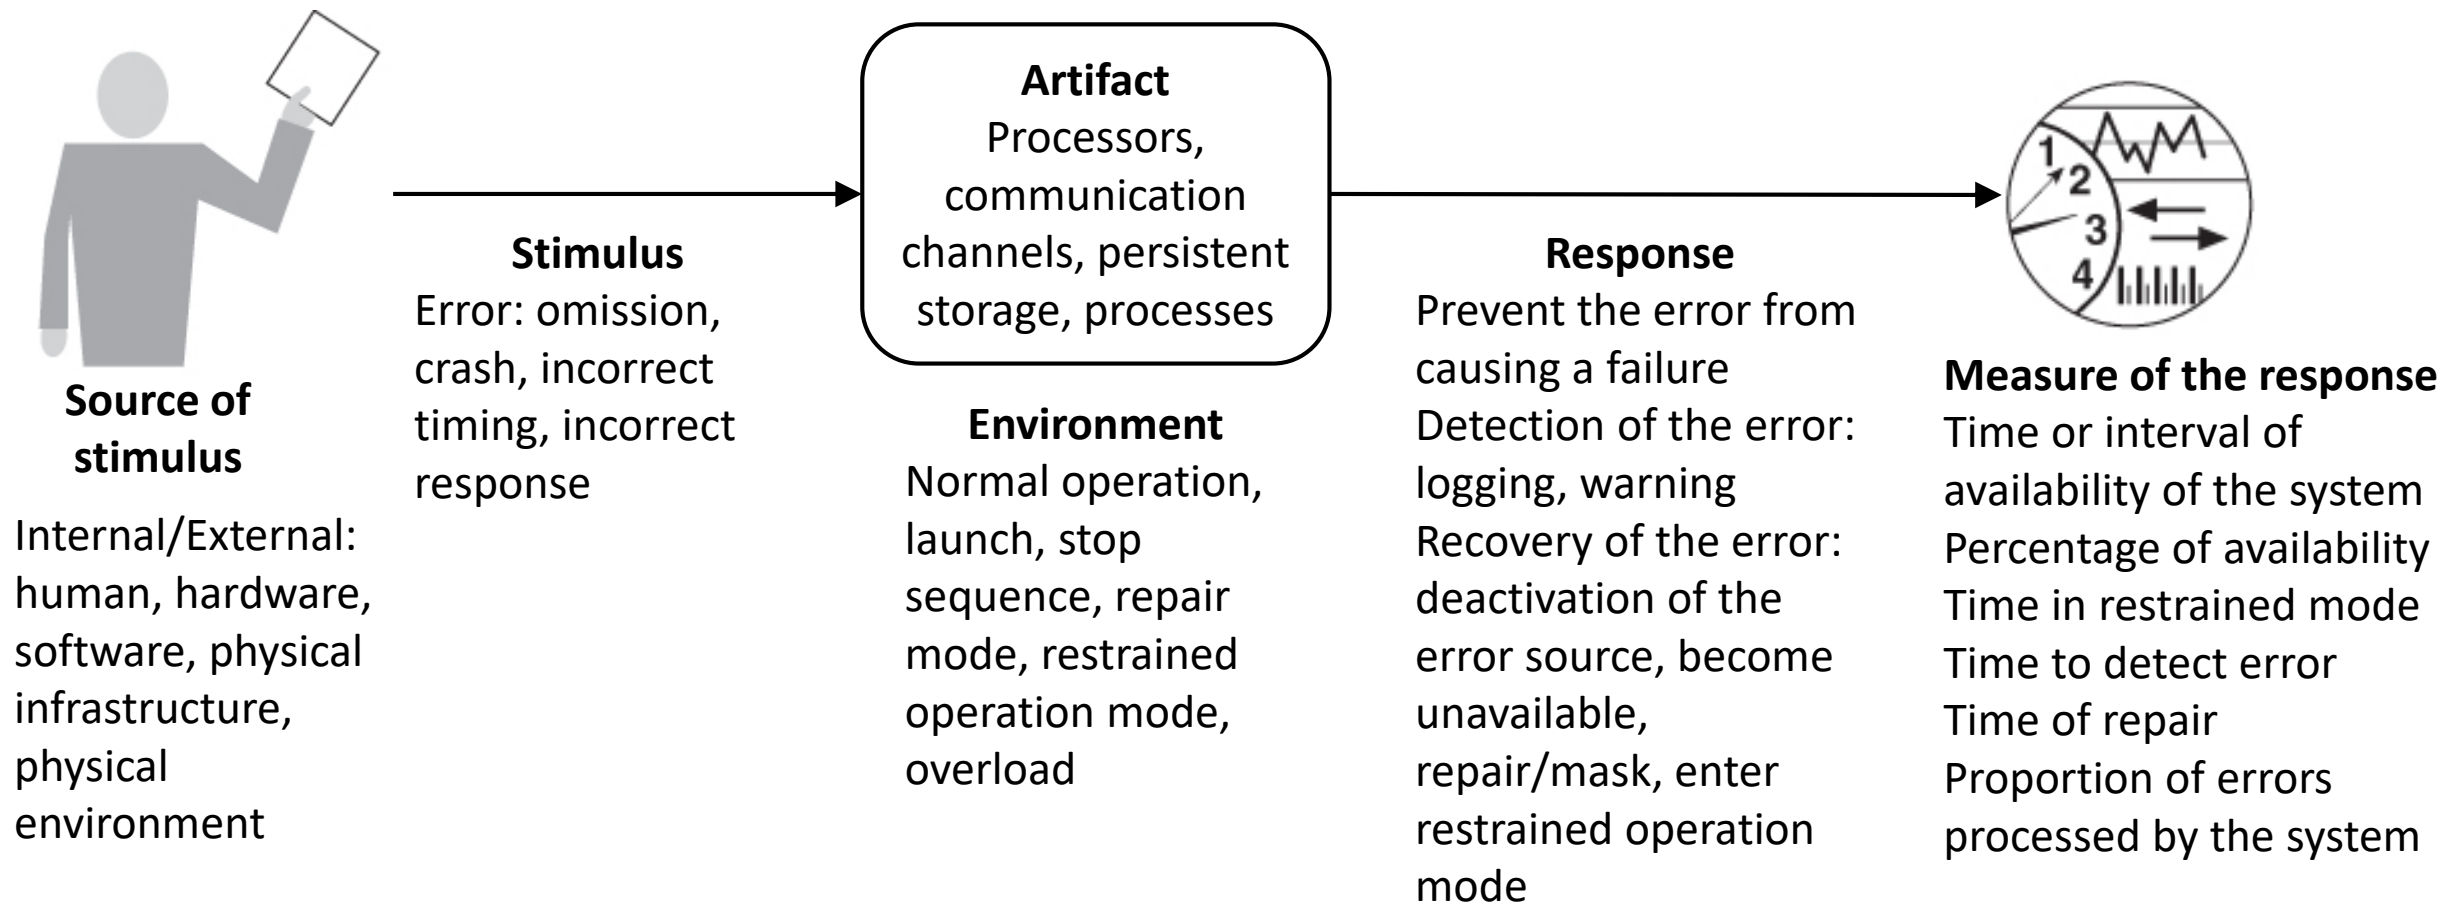 Source of
stimulus
Internal/External:
human, hardware,
software, physical
infrastructure,
physical
environment
Stimulus
Error: omission,
crash, incorrect
timing, incorrect
response
Artifact
Processors,
communication
channels, persistent
storage, processes
Environment
Normal operation,
launch, stop
sequence, repair
mode, restrained
operation mode,
overload
Response
Prevent the error from
causing a failure
Detection of the error:
logging, warning
Recovery of the error:
deactivation of the
error source, become
unavailable,
repair/mask, enter
restrained operation
mode
1
2
3
4
Measure of the response
Time or interval of
availability of the system
Percentage of availability
Time in restrained mode
Time to detect error
Time of repair
Proportion of errors
processed by the system